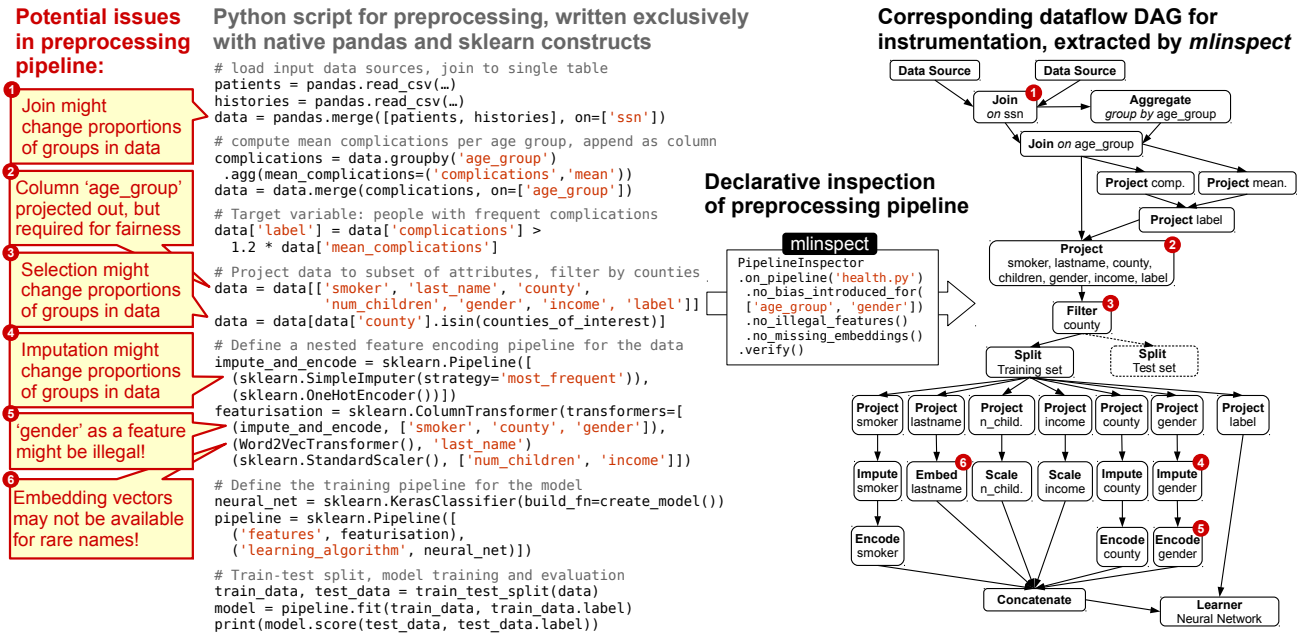 Potential issues
in preprocessing
pipeline:
1
Join might
change proportions
of groups in data
2
Column ‘age_group’
projected out, but
required for fairness
3
Selection might
change proportions
of groups in data
4
Imputation might
change proportions
of groups in data
5
‘gender’ as a feature
might be illegal!
6
Embedding vectors
may not be available
for rare names!
Python script for preprocessing, written exclusively
with native pandas and sklearn constructs
# load input data sources, join to single table
patients = pandas.read_csv(…)
histories = pandas.read_csv(…)
data = pandas.merge([patients, histories], on=['ssn'])
# compute mean complications per age group, append as column
complications = data.groupby('age_group')
.agg(mean_complications=('complications','mean'))
data = data.merge(complications, on=['age_group'])
# Target variable: people with frequent complications
data['label'] = data['complications'] >
1.2 * data['mean_complications']
# Project data to subset of attributes, filter by counties
data = data[['smoker', 'last_name', 'county',
'num_children', 'gender', 'income', 'label']]
data = data[data['county'].isin(counties_of_interest)]
# Define a nested feature encoding pipeline for the data
impute_and_encode = sklearn.Pipeline([
(sklearn.SimpleImputer(strategy='most_frequent')),
(sklearn.OneHotEncoder())])
featurisation = sklearn.ColumnTransformer(transformers=[
(impute_and_encode, ['smoker', 'county', 'gender']),
(Word2VecTransformer(), 'last_name')
(sklearn.StandardScaler(), ['num_children', 'income']])
# Define the training pipeline for the model
neural_net = sklearn.KerasClassifier(build_fn=create_model())
pipeline = sklearn.Pipeline([
('features', featurisation),
('learning_algorithm', neural_net)])
# Train-test split, model training and evaluation
train_data, test_data = train_test_split(data)
model = pipeline.fit(train_data, train_data.label)
print(model.score(test_data, test_data.label))
Declarative inspection
of preprocessing pipeline
mlinspect
PipelineInspector
.on_pipeline('health.py')
.no_bias_introduced_for(
['age_group', 'gender'])
.no_illegal_features()
.no_missing_embeddings()
.verify()
Corresponding dataflow DAG for
instrumentation, extracted by mlinspect
Data Source
Data Source
1
Join
on ssn
Aggregate
group by age_group
Join on age_group
Project comp.
Project mean.
Project label
2
Project
smoker, lastname, county,
children, gender, income, label
3
Filter
county
Split
Training set
Split
Test set
Project
smoker
Project
lastname
Project
n_child.
Project
income
Project
county
Project
gender
Project
label
Impute
smoker
6
Embed
lastname
Scale
n_child.
Scale
income
Impute
county
4
Impute
gender
Encode
smoker
Encode
county
5
Encode
gender
Concatenate
Learner
Neural Network